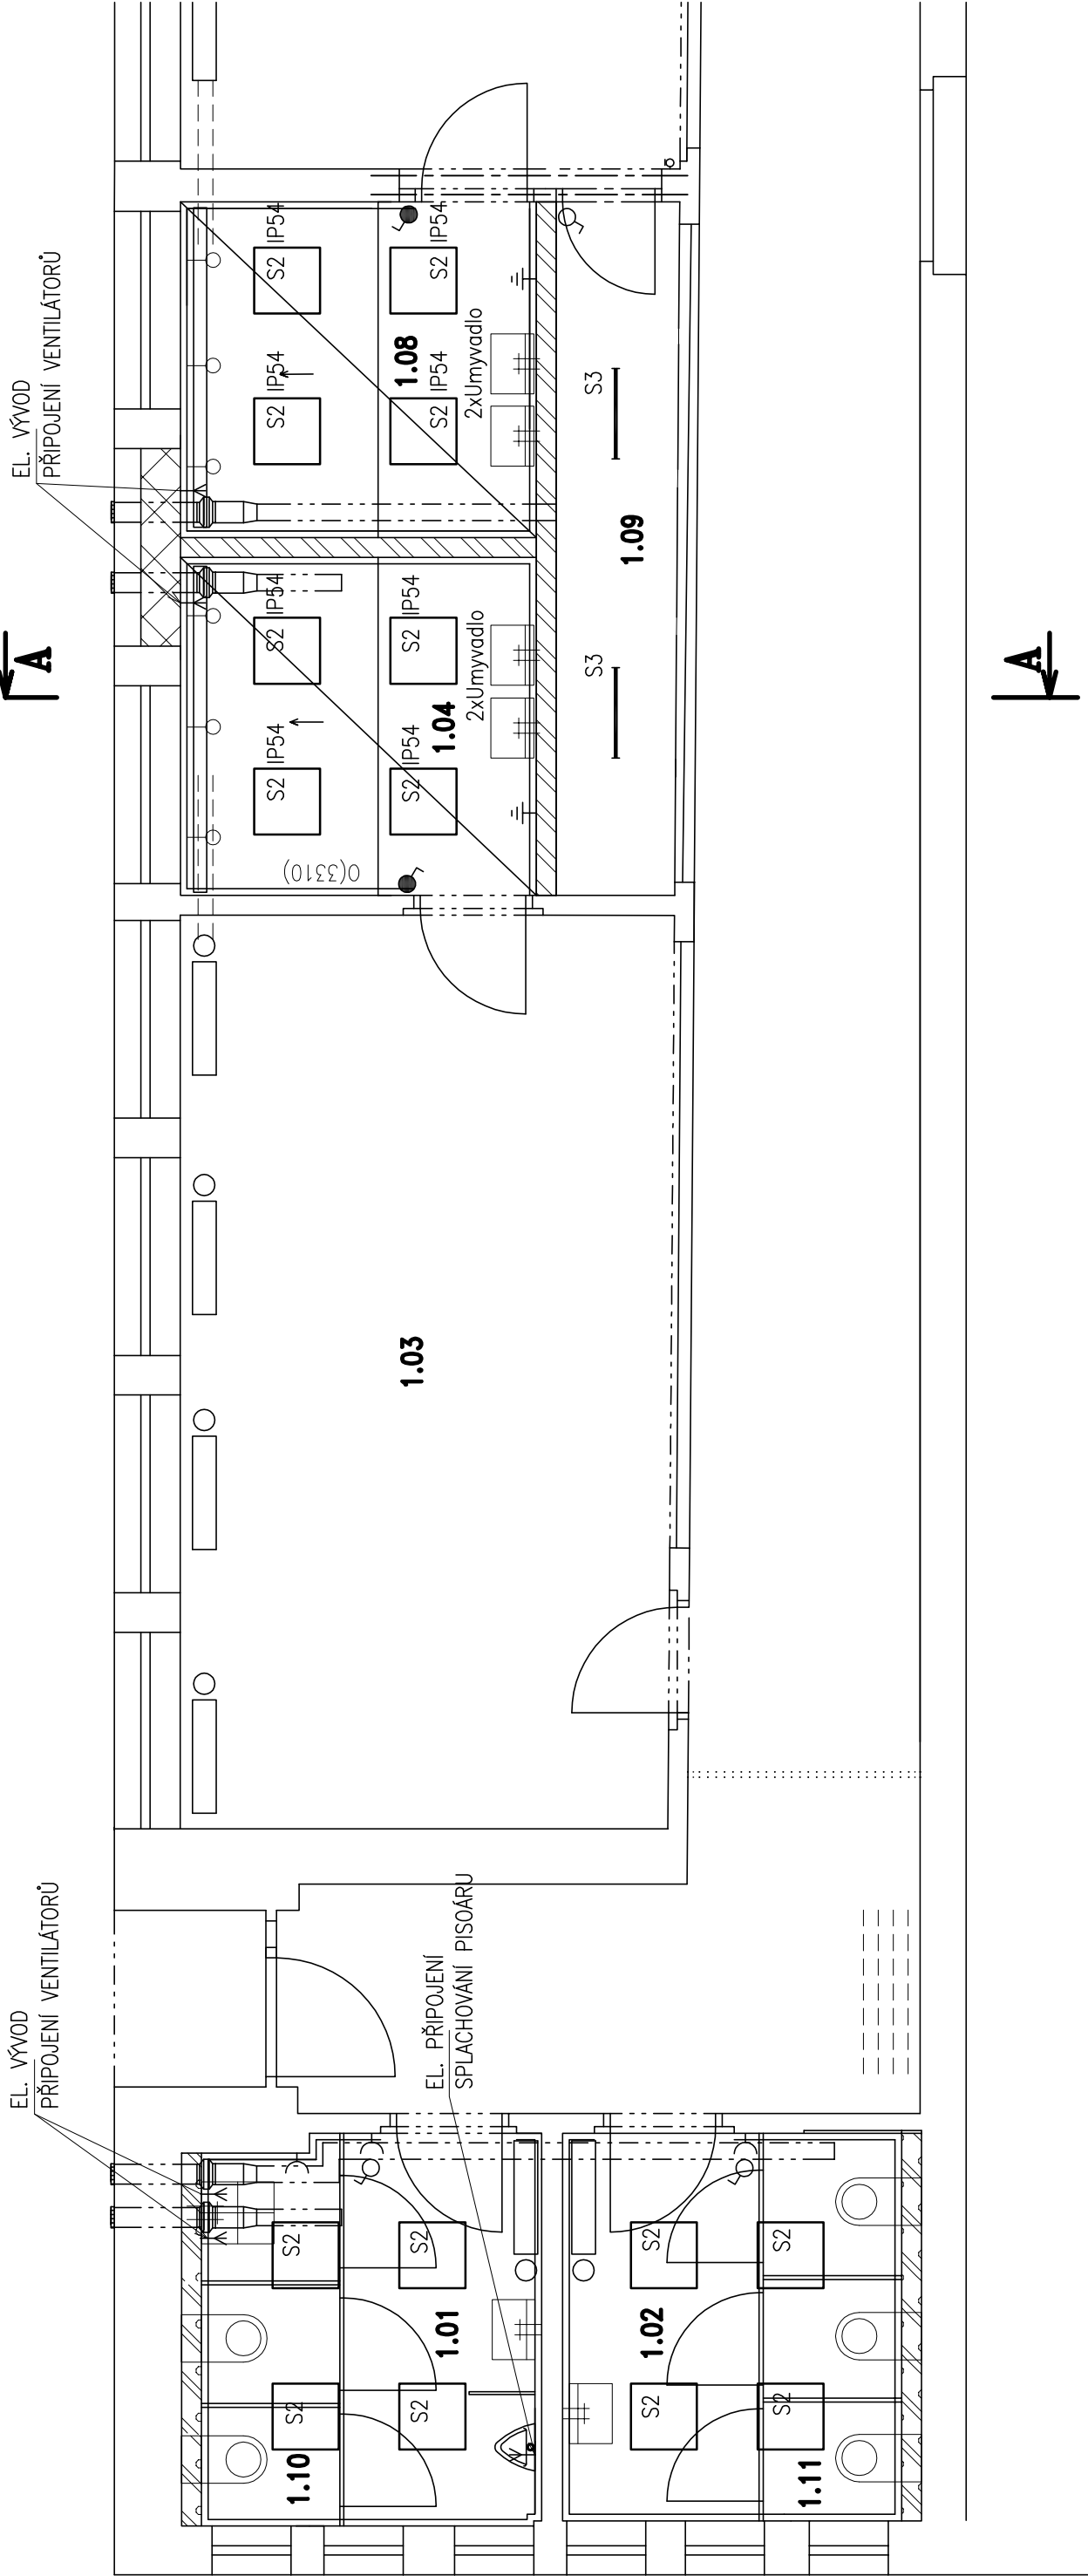 EL. VÝVOD
PŘIPOJENÍ VENTILÁTORŮ
EL. PŘIPOJENÍ
SPLACHOVÁNÍ PISOÁRU
1.10
S2
S2
1.01
S2
S2
1.02
S2
S2
1.11
S2
S2
1.03
EL. VÝVOD
PŘIPOJENÍ VENTILÁTORŮ
O(3310)
S2 IP54
S2 IP54
S2 IP54
S2 IP54
1.04
2xUmyvadlo
S2 IP54
S2 IP54
S2 IP54
S2 IP54
1.08
2xUmyvadlo
S3
S3
1.09
A
A